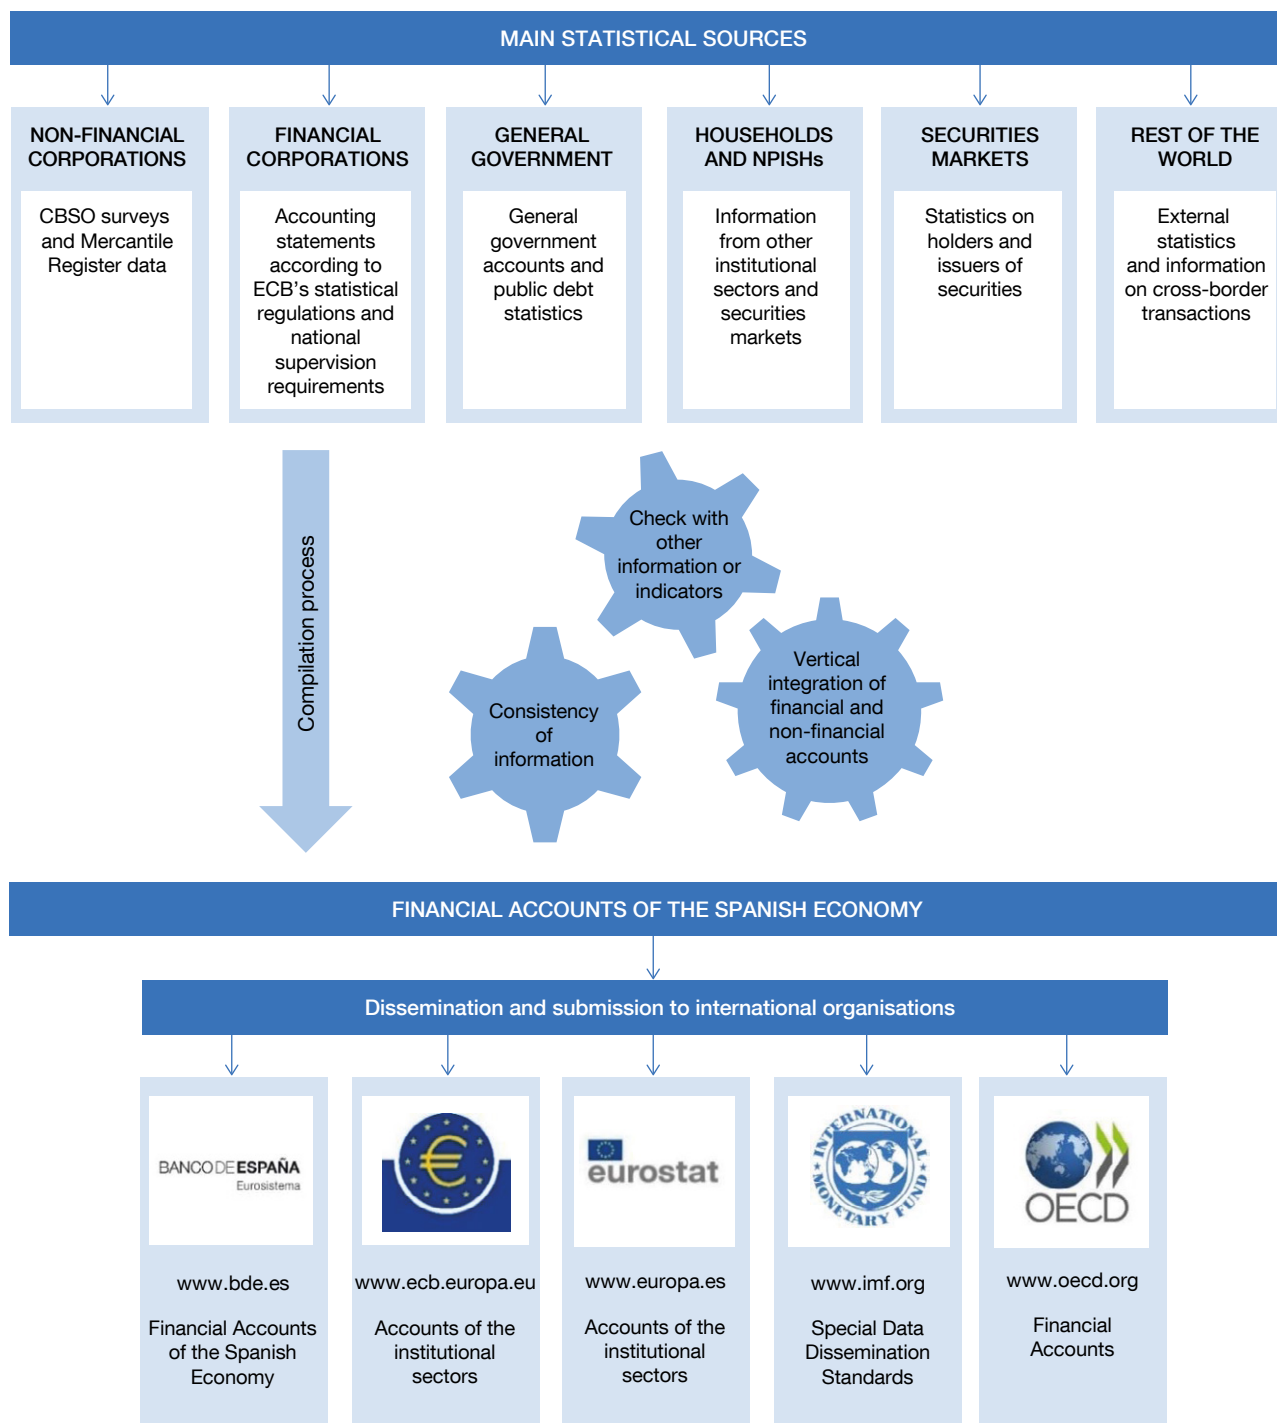 MAIN STATISTICAL SOURCES
NON-FINANCIAL
CORPORATIONS
CBSO surveys
and Mercantile
Register data
FINANCIAL
CORPORATIONS
Accounting
statements
according to
ECB's statistical
regulations and
national
supervision
requirements
GENERAL
GOVERNMENT
General
government
accounts and
public debt
statistics
HOUSEHOLDS
AND NPISHs
Information
from other
institutional
sectors and
securities
markets
SECURITIES
MARKETS
Statistics on
holders and
issuers of
securities
REST OF THE
WORLD
External
statistics
and information
on cross-border
transactions
Compilation process
Check with
other
information or
indicators
Consistency
of
information
Vertical
integration of
financial and
non-financial
accounts
FINANCIAL ACCOUNTS OF THE SPANISH ECONOMY
Dissemination and submission to international organisations
BANCO DE ESPAÑA
Eurosistema
www.bde.es
Financial Accounts
of the Spanish
Economy
€
www.ecb.europa.eu
Accounts of the
institutional
sectors
eurostat
www.europa.es
Accounts of the
institutional
sectors
INTERNATIONAL
MONETARY FUND
www.imf.org
Special Data
Dissemination
Standards
OECD
www.oecd.org
Financial
Accounts